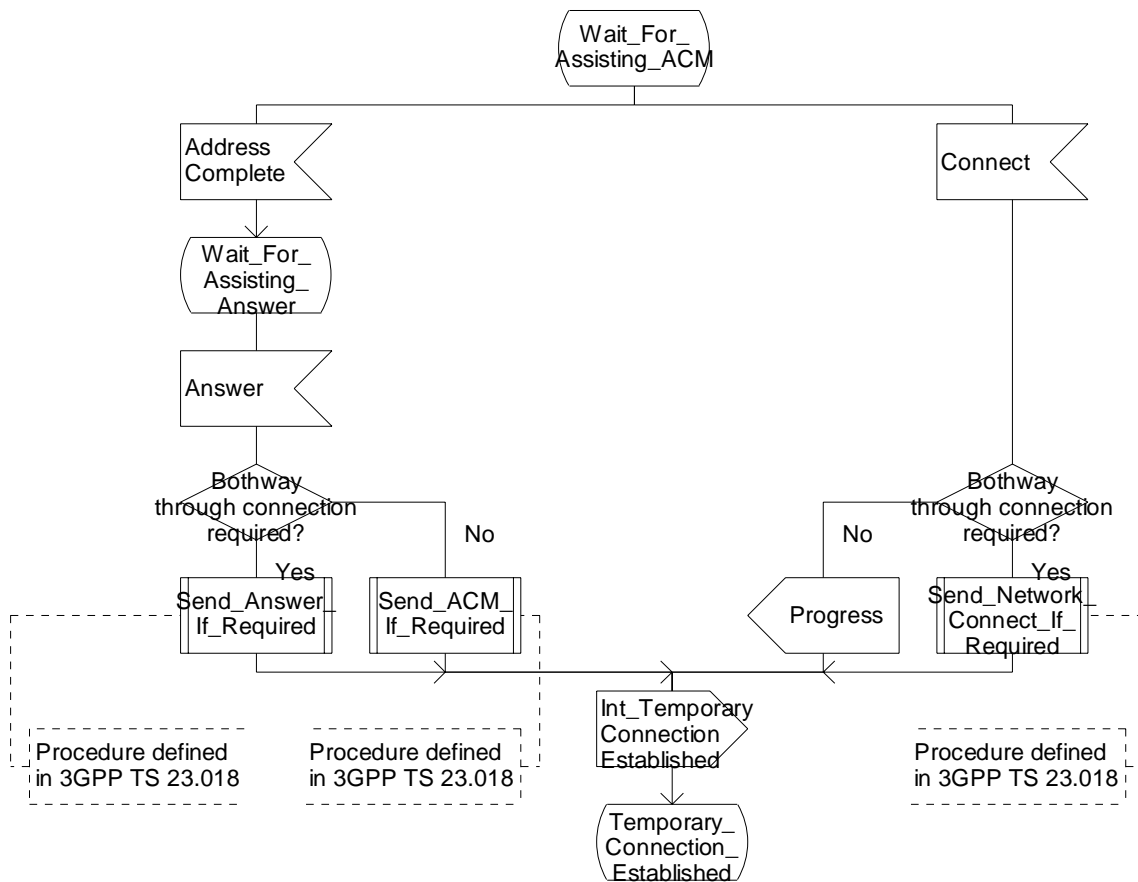 Wait_For_
Assisting_ACM
Address
Complete
Connect
Wait_For_
Assisting_
Answer
Answer
Bothway
through connection
required?
Bothway
through connection
required?
No
No
Yes
Yes
Send_Answer_
If_Required
Send_ACM_
If_Required
Progress
Send_Network_
Connect_If_
Required
Int_Temporary
Connection
Established
Procedure defined
in 3GPP TS 23.018
Procedure defined
in 3GPP TS 23.018
Procedure defined
in 3GPP TS 23.018
Temporary_
Connection_
Established